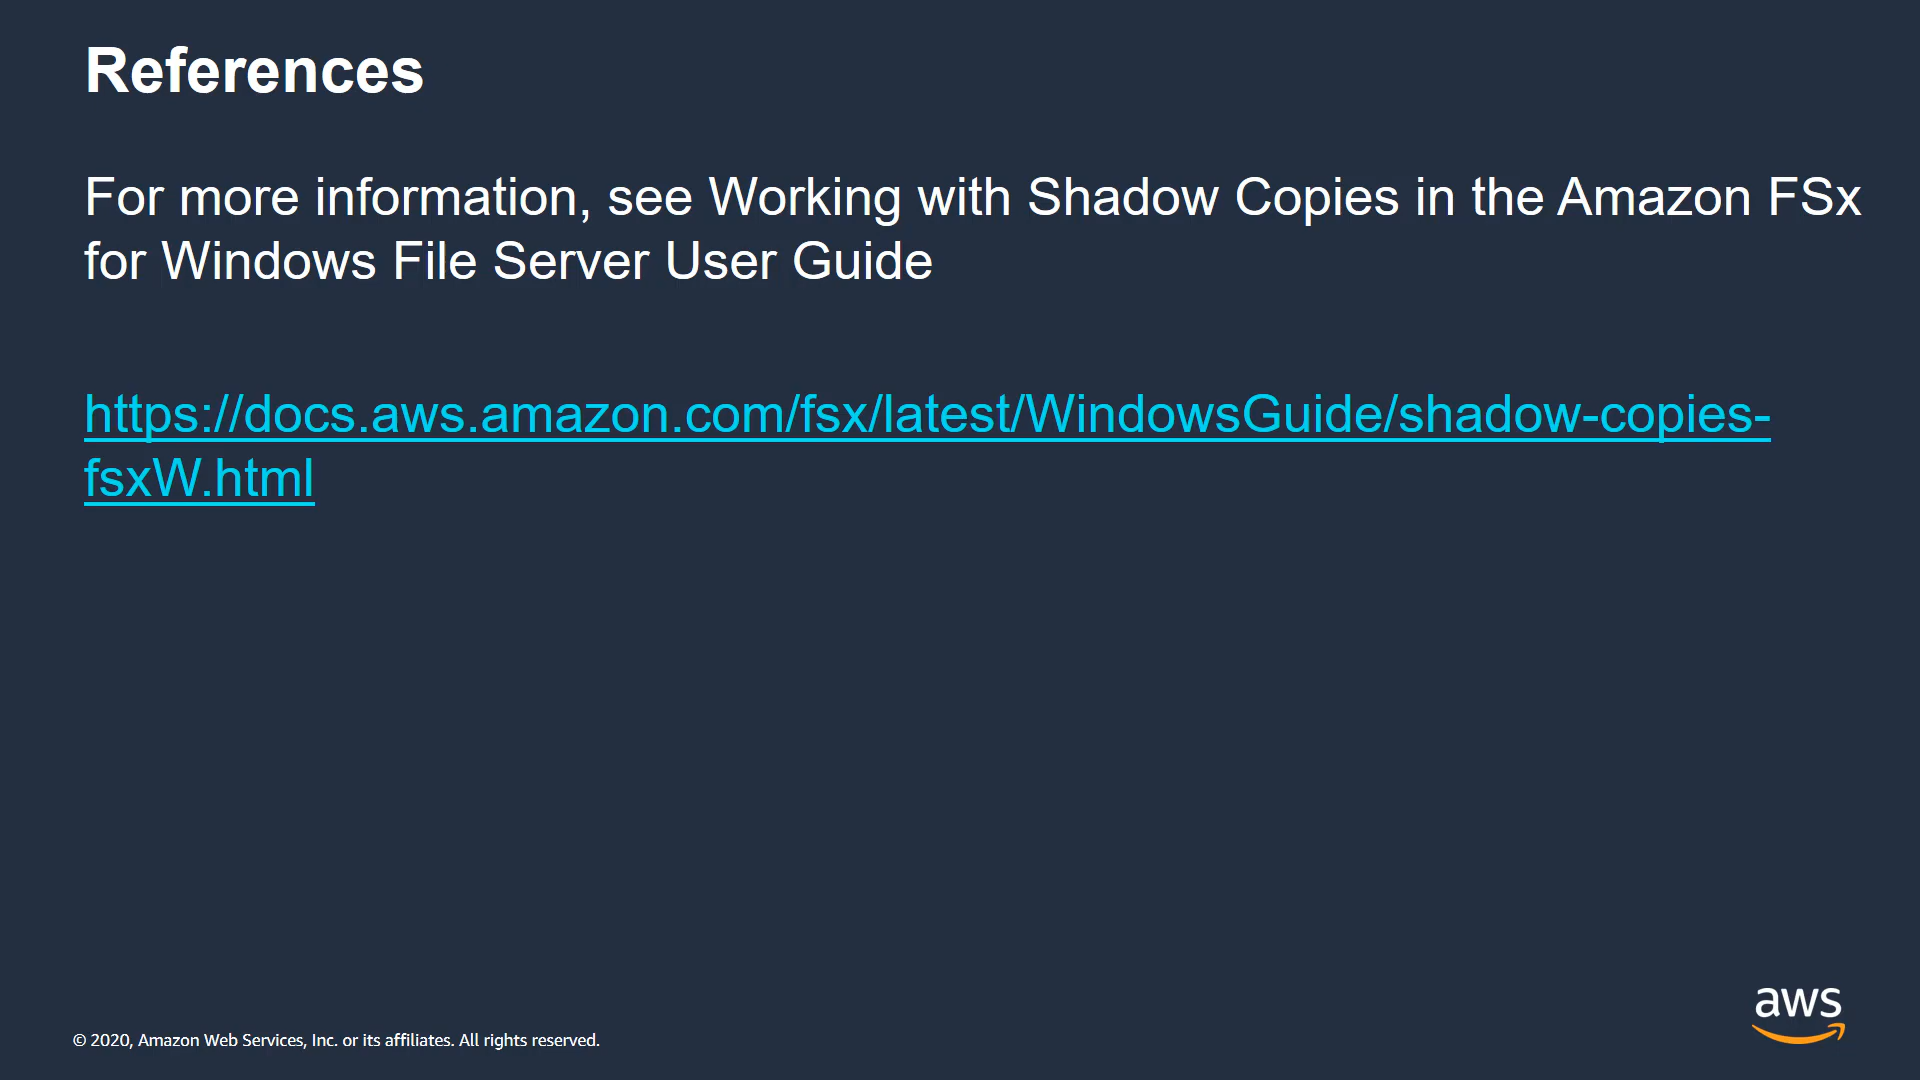 References
For more information, see Working with Shadow Copies in the Amazon FSx
for Windows File Server User Guide
https://docs.aws.amazon.com/fsx/latest/WindowsGuide/shadow-copies-
fsxW.html
aws
© 2020, Amazon Web Services, Inc. or its affiliates. All rights reserved.